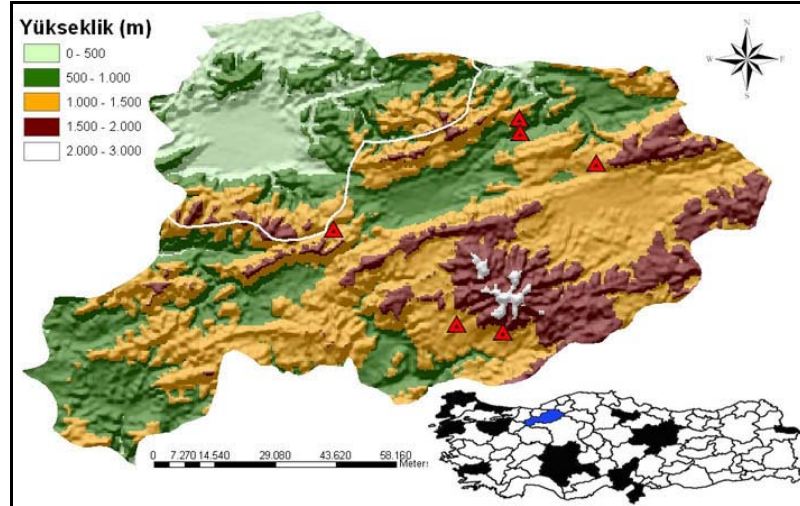 Yükseklik (m)
0 - 500
500 - 1.000
1.000 - 1.500
1.500 - 2.000
2.000 - 3.000
N
W E
S
0 7.270 14.540 29.080 43.620 58.160
Meters